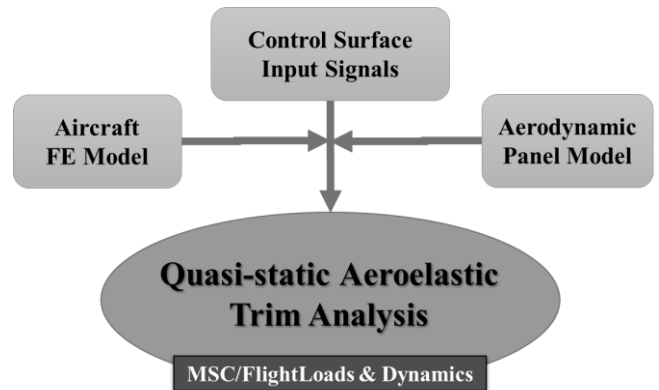 Control Surface
Input Signals
Aircraft
FE Model
Aerodynamic
Panel Model
Quasi-static Aeroelastic
Trim Analysis
MSC/FlightLoads & Dynamics